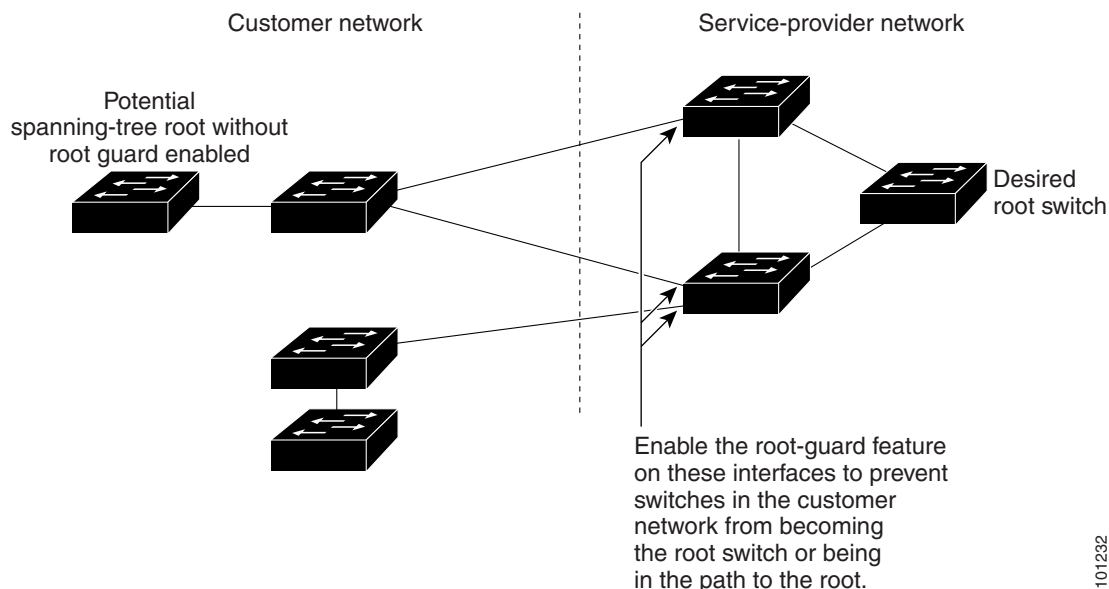 Customer network
Service-provider network
Potential
spanning-tree root without
root guard enabled
Desired
root switch
Enable the root-guard feature
on these interfaces to prevent
switches in the customer
network from becoming
the root switch or being
in the path to the root.
101232